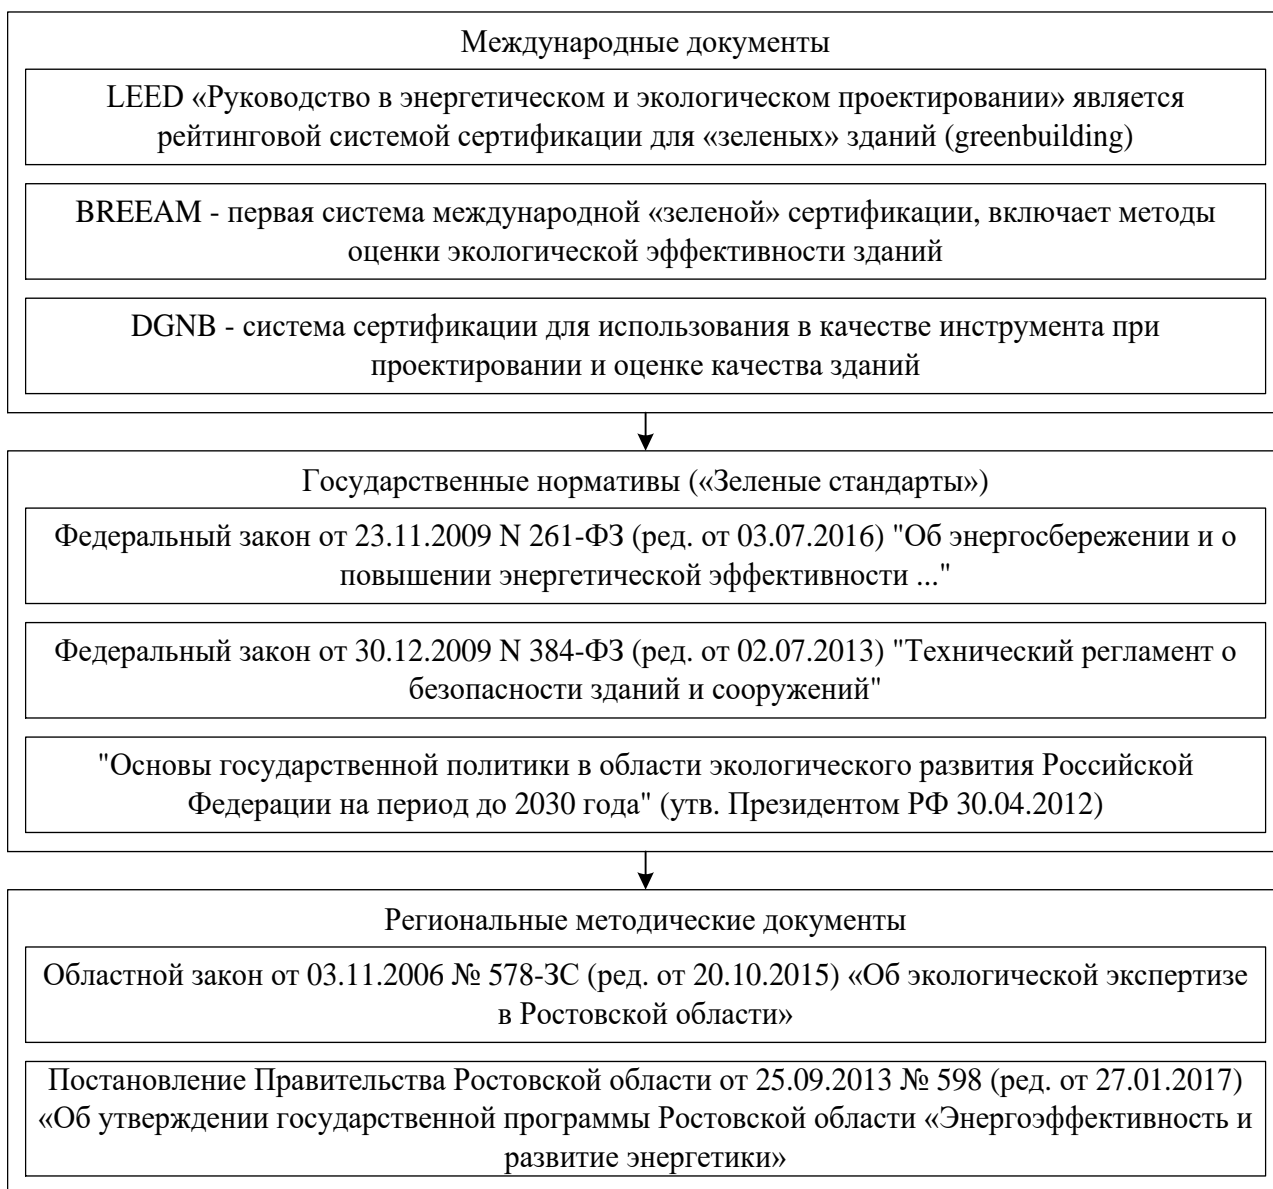 Международные документы
LEED «Руководство в энергетическом и экологическом проектировании» является
рейтинговой системой сертификации для «зеленых» зданий (greenbuilding)
BREEAM - первая система международной «зеленой» сертификации, включает методы
оценки экологической эффективности зданий
DGNB - система сертификации для использования в качестве инструмента при
проектировании и оценке качества зданий
Государственные нормативы («Зеленые стандарты»)
Федеральный закон от 23.11.2009 N 261-ФЗ (ред. от 03.07.2016) "Об энергосбережении и о
повышении энергетической эффективности ..."
Федеральный закон от 30.12.2009 N 384-ФЗ (ред. от 02.07.2013) "Технический регламент о
безопасности зданий и сооружений"
"Основы государственной политики в области экологического развития Российской
Федерации на период до 2030 года" (утв. Президентом РФ 30.04.2012)
Региональные методические документы
Областной закон от 03.11.2006 № 578-ЗС (ред. от 20.10.2015) «Об экологической экспертизе
в Ростовской области»
Постановление Правительства Ростовской области от 25.09.2013 № 598 (ред. от 27.01.2017)
«Об утверждении государственной программы Ростовской области «Энергоэффективность и
развитие энергетики»